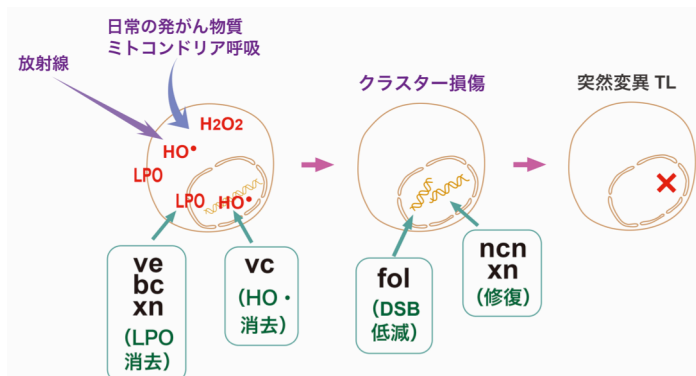 日常の発がん物質
ミトコンドリア呼吸
放射線
クラスター損傷
突然変異 TL
H2O2
HO•
LPO
LPO
HO•
ve
bc
xn
（LPO
消去）
vc
（HO・
消去）
fol
（DSB
低減）
ncn
xn
（修復）